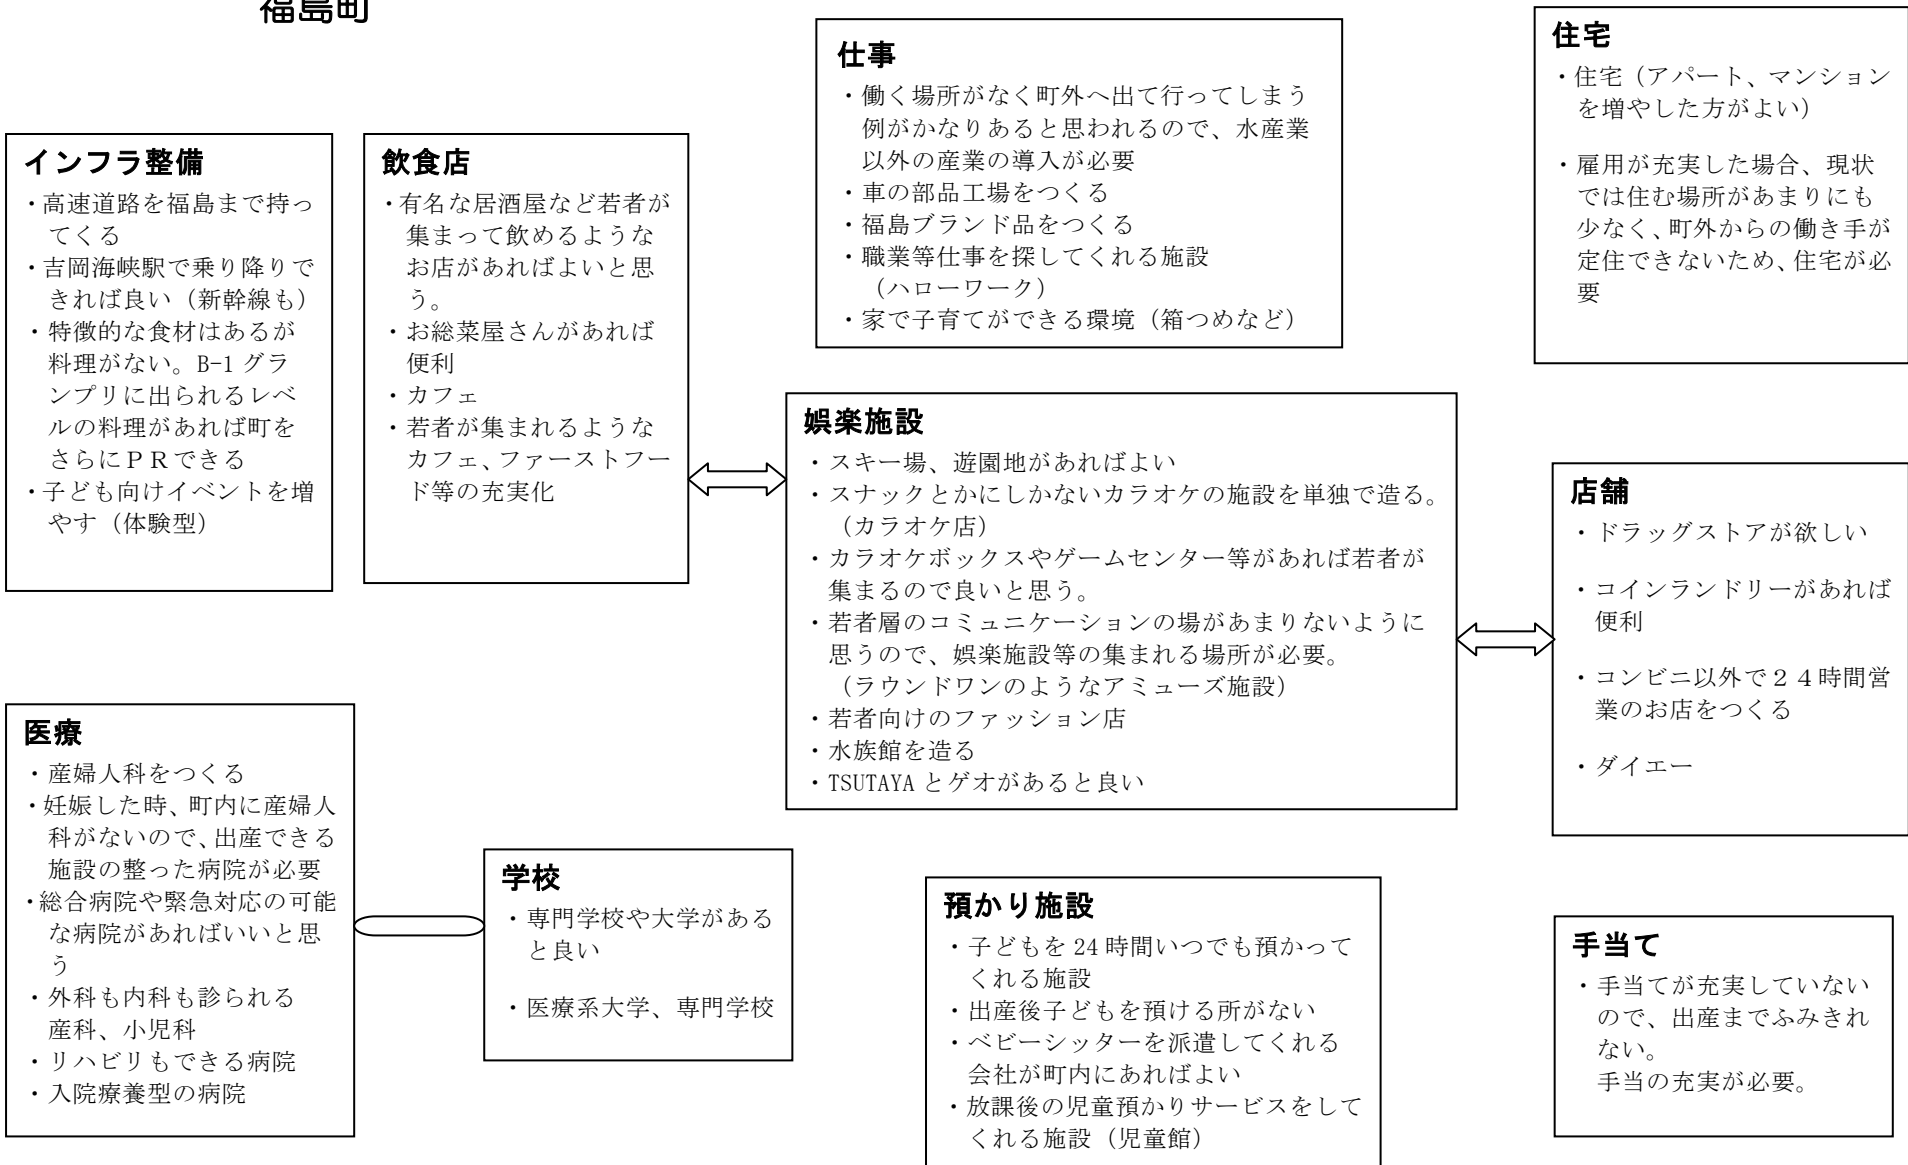 福島町
仕事
・働く場所がなく町外へ出て行ってしまう
例がかなりあると思われるので、水産業
以外の産業の導入が必要
・車の部品工場をつくる
・福島ブランド品をつくる
・職業等仕事を探してくれる施設
（ハローワーク）
・家で子育てができる環境（箱つめなど）
住宅
・住宅（アパート、マンション
を増やした方がよい）
・雇用が充実した場合、現状
では住む場所があまりにも
少なく、町外からの働き手が
定住できないため、住宅が必
要
インフラ整備
・高速道路を福島まで持っ
てくる
・吉岡海峡駅で乗り降りで
きれば良い（新幹線も）
・特徴的な食材はあるが
料理がない。B-1 グラ
ンプリに出られるレベ
ルの料理があれば町を
さらにＰＲできる
・子ども向けイベントを増
やす（体験型）
飲食店
・有名な居酒屋など若者が
集まって飲めるような
お店があればよいと思
う。
・お総菜屋さんがあれば
便利
・カフェ
・若者が集まれるような
カフェ、ファーストフー
ド等の充実化
娯楽施設
・スキー場、遊園地があればよい
・スナックとかにしかないカラオケの施設を単独で造る。
（カラオケ店）
・カラオケボックスやゲームセンター等があれば若者が
集まるので良いと思う。
・若者層のコミュニケーションの場があまりないように
思うので、娯楽施設等の集まれる場所が必要。
（ラウンドワンのようなアミューズ施設）
・若者向けのファッション店
・水族館を造る
・TSUTAYA とゲオがあると良い
店舗
・ドラッグストアが欲しい
・コインランドリーがあれば
便利
・コンビニ以外で２４時間営
業のお店をつくる
・ダイエー
医療
・産婦人科をつくる
・妊娠した時、町内に産婦人
科がないので、出産できる
施設の整った病院が必要
・総合病院や緊急対応の可能
な病院があればいいと思
う
・外科も内科も診られる
産科、小児科
・リハビリもできる病院
・入院療養型の病院
学校
・専門学校や大学がある
と良い
・医療系大学、専門学校
預かり施設
・子どもを 24 時間いつでも預かって
くれる施設
・出産後子どもを預ける所がない
・ベビーシッターを派遣してくれる
会社が町内にあればよい
・放課後の児童預かりサービスをして
くれる施設（児童館）
手当て
・手当てが充実していない
ので、出産までふみきれ
ない。
手当の充実が必要。